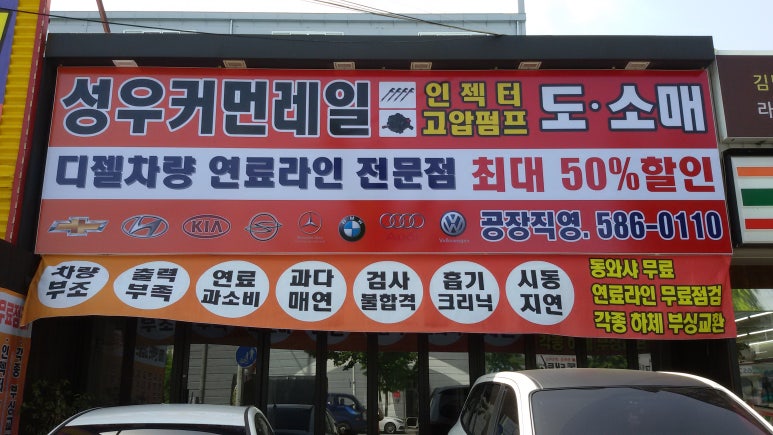 성우커먼레일
인젝터
고압펌프
도·소매
디젤차량 연료라인 전문점 최대 50%할인
KIA
Audi
Volkswagen
공장직영. 586-0110
차량
부조
출력
부족
연료
과소비
과다
매연
검사
불합격
흡기
크리닉
시동
지연
동와샤 무료
연료라인 무료점검
각종 하체 부싱교환